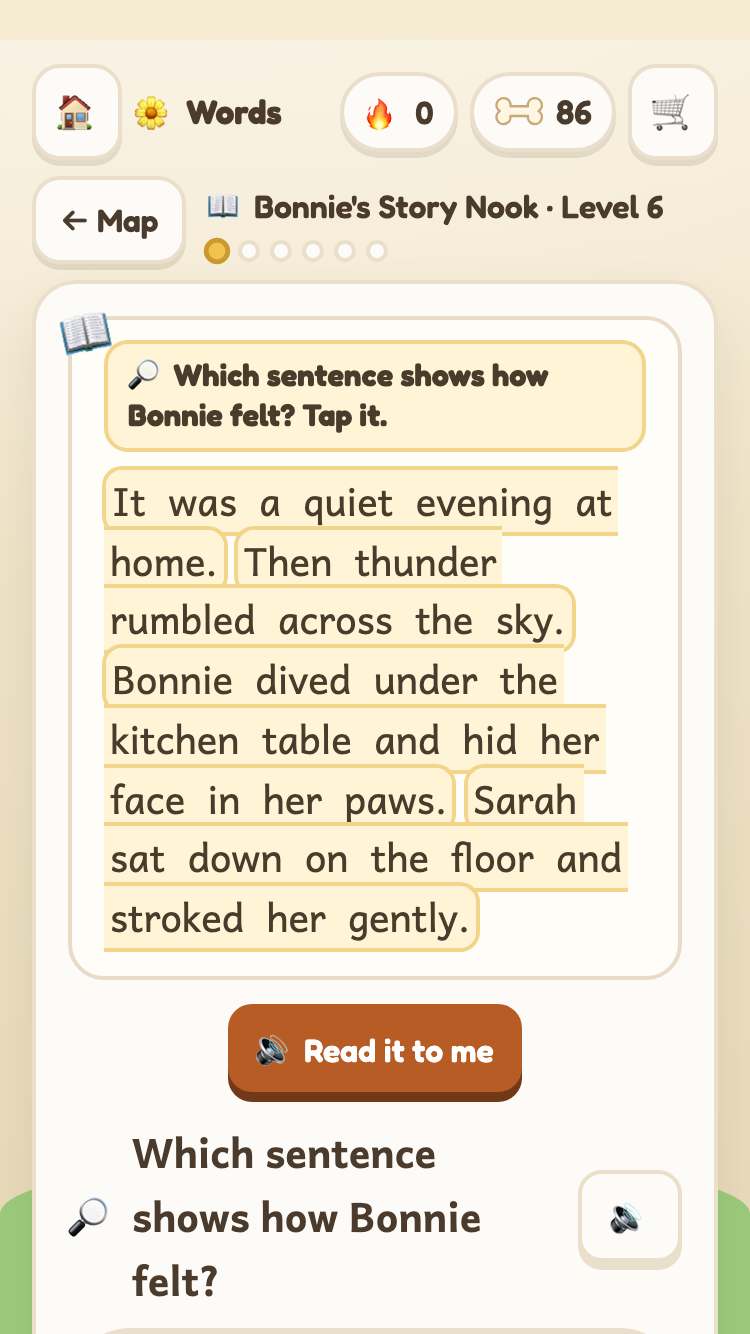 Words
0
86
← Map
Bonnie's Story Nook · Level 6
Which sentence shows how
Bonnie felt? Tap it.
It was a quiet evening at
home. Then thunder
rumbled across the sky.
Bonnie dived under the
kitchen table and hid her
face in her paws. Sarah
sat down on the floor and
stroked her gently.
Read it to me
Which sentence
shows how Bonnie
felt?